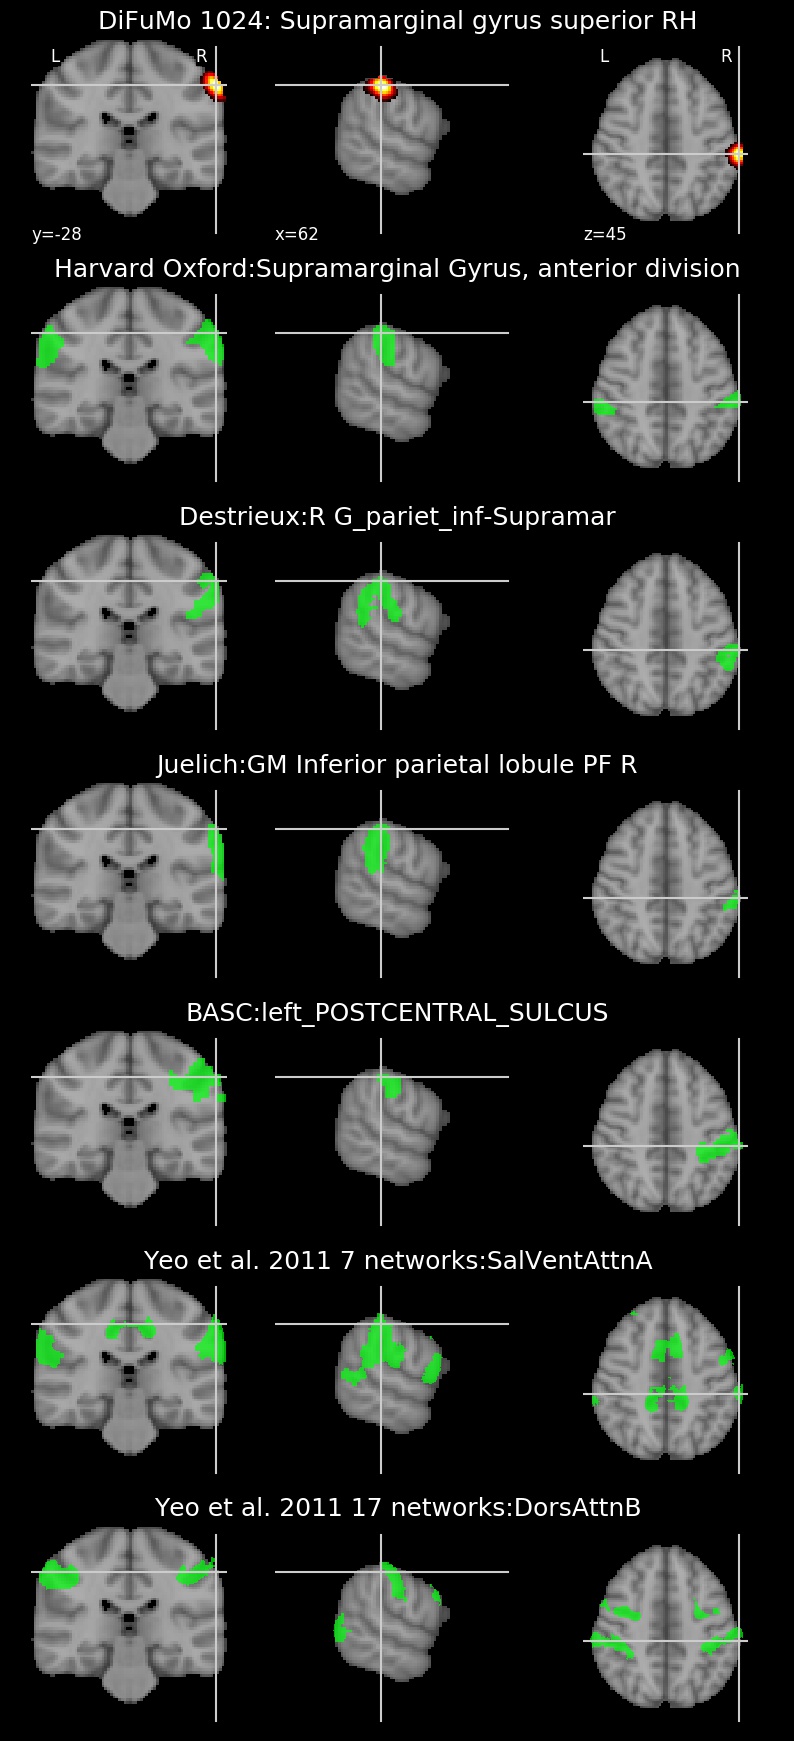 DiFuMo 1024: Supramarginal gyrus superior RH
L R L R
y=-28 x=62 z=45
Harvard Oxford:Supramarginal Gyrus, anterior division
Destrieux:R G_pariet_inf-Supramar
Juelich:GM Inferior parietal lobule PF R
BASC:left_POSTCENTRAL_SULCUS
Yeo et al. 2011 7 networks:SalVentAttnA
Yeo et al. 2011 17 networks:DorsAttnB